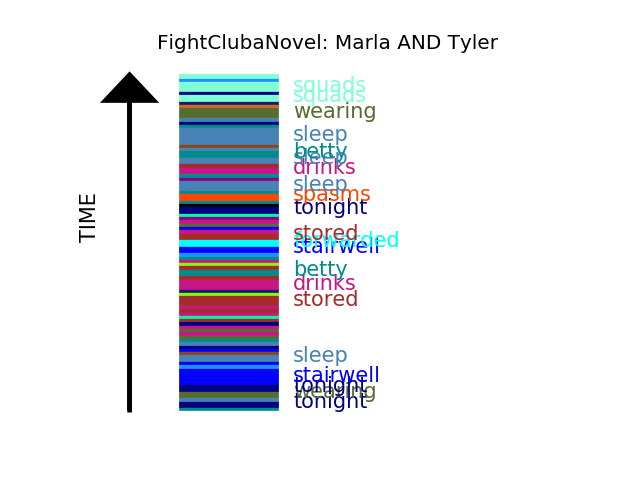 FightClubaNovel: Marla AND Tyler
squads
squads
wearing
sleep
betty
sleep
drinks
sleep
spasms
tonight
stored
forwarded
stairwell
betty
drinks
stored
sleep
stairwell
tonight
wearing
tonight
TIME